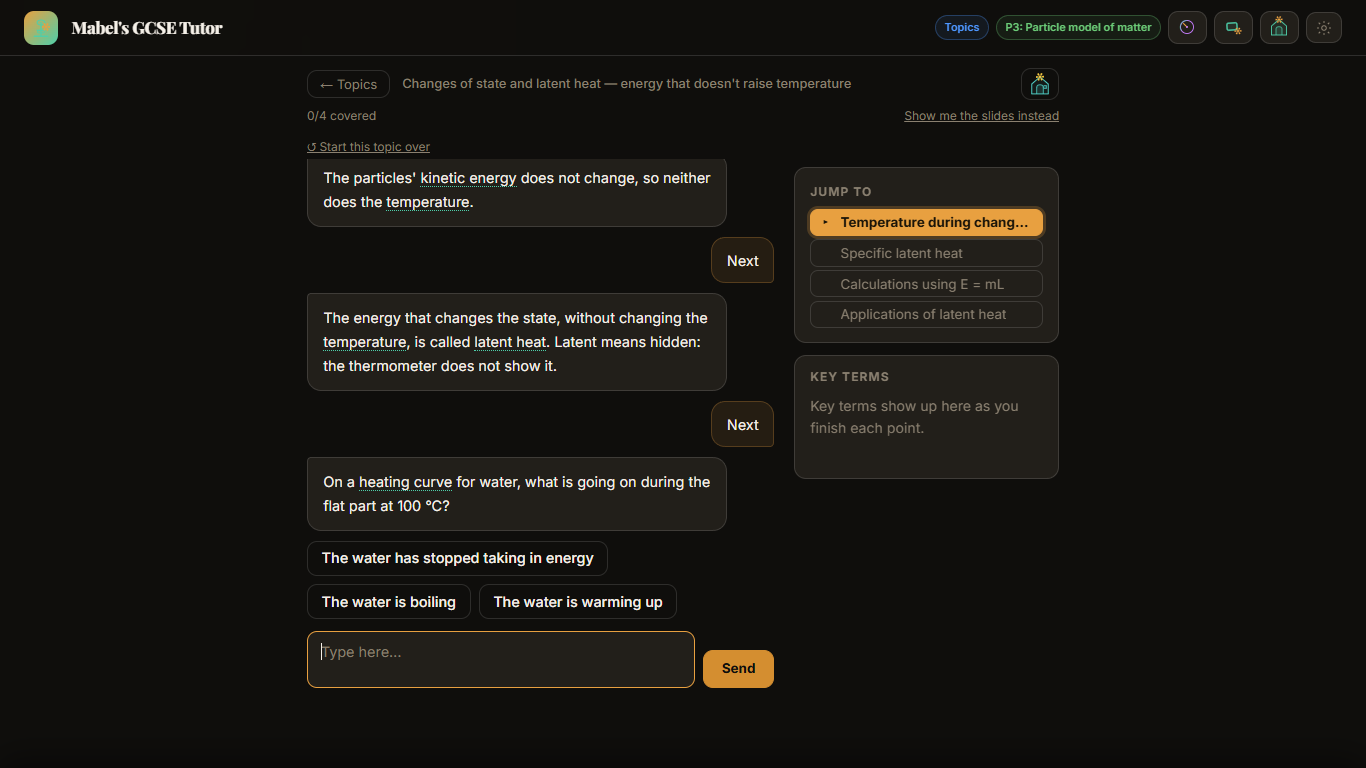 Mabel's GCSE Tutor
Topics
P3: Particle model of matter
← Topics
Changes of state and latent heat — energy that doesn't raise temperature
0/4 covered
Show me the slides instead
↺ Start this topic over
The particles' kinetic energy does not change, so neither
does the temperature.
Next
The energy that changes the state, without changing the
temperature, is called latent heat. Latent means hidden:
the thermometer does not show it.
Next
On a heating curve for water, what is going on during the
flat part at 100 °C?
The water has stopped taking in energy
The water is boiling
The water is warming up
Type here...
Send
JUMP TO
Temperature during chang...
Specific latent heat
Calculations using E = mL
Applications of latent heat
KEY TERMS
Key terms show up here as you
finish each point.